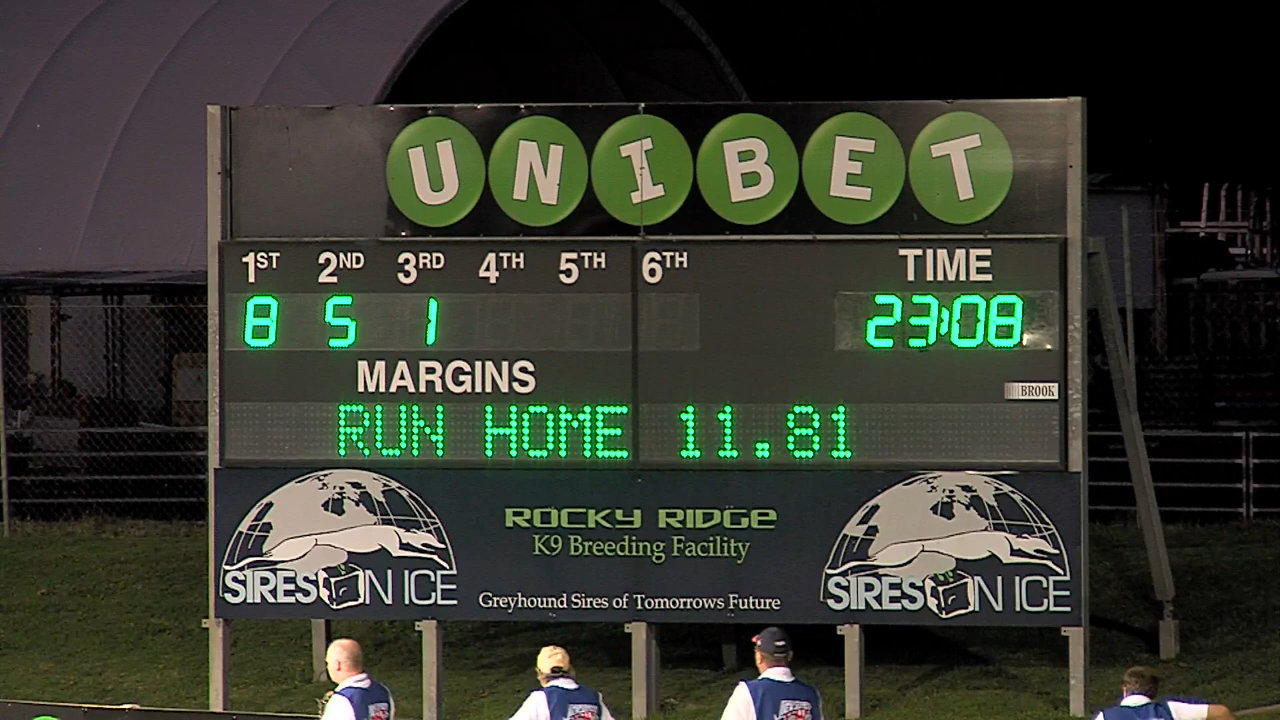 UNIBET
1ST 2ND 3RD 4TH 5TH 6TH TIME
8 5 1 23:08
MARGINS
BROOK
RUN HOME 11.81
ROCKY RIDGE
K9 Breeding Facility
SIRES ON ICE
SIRES ON ICE
Greyhound Sires of Tomorrows Future